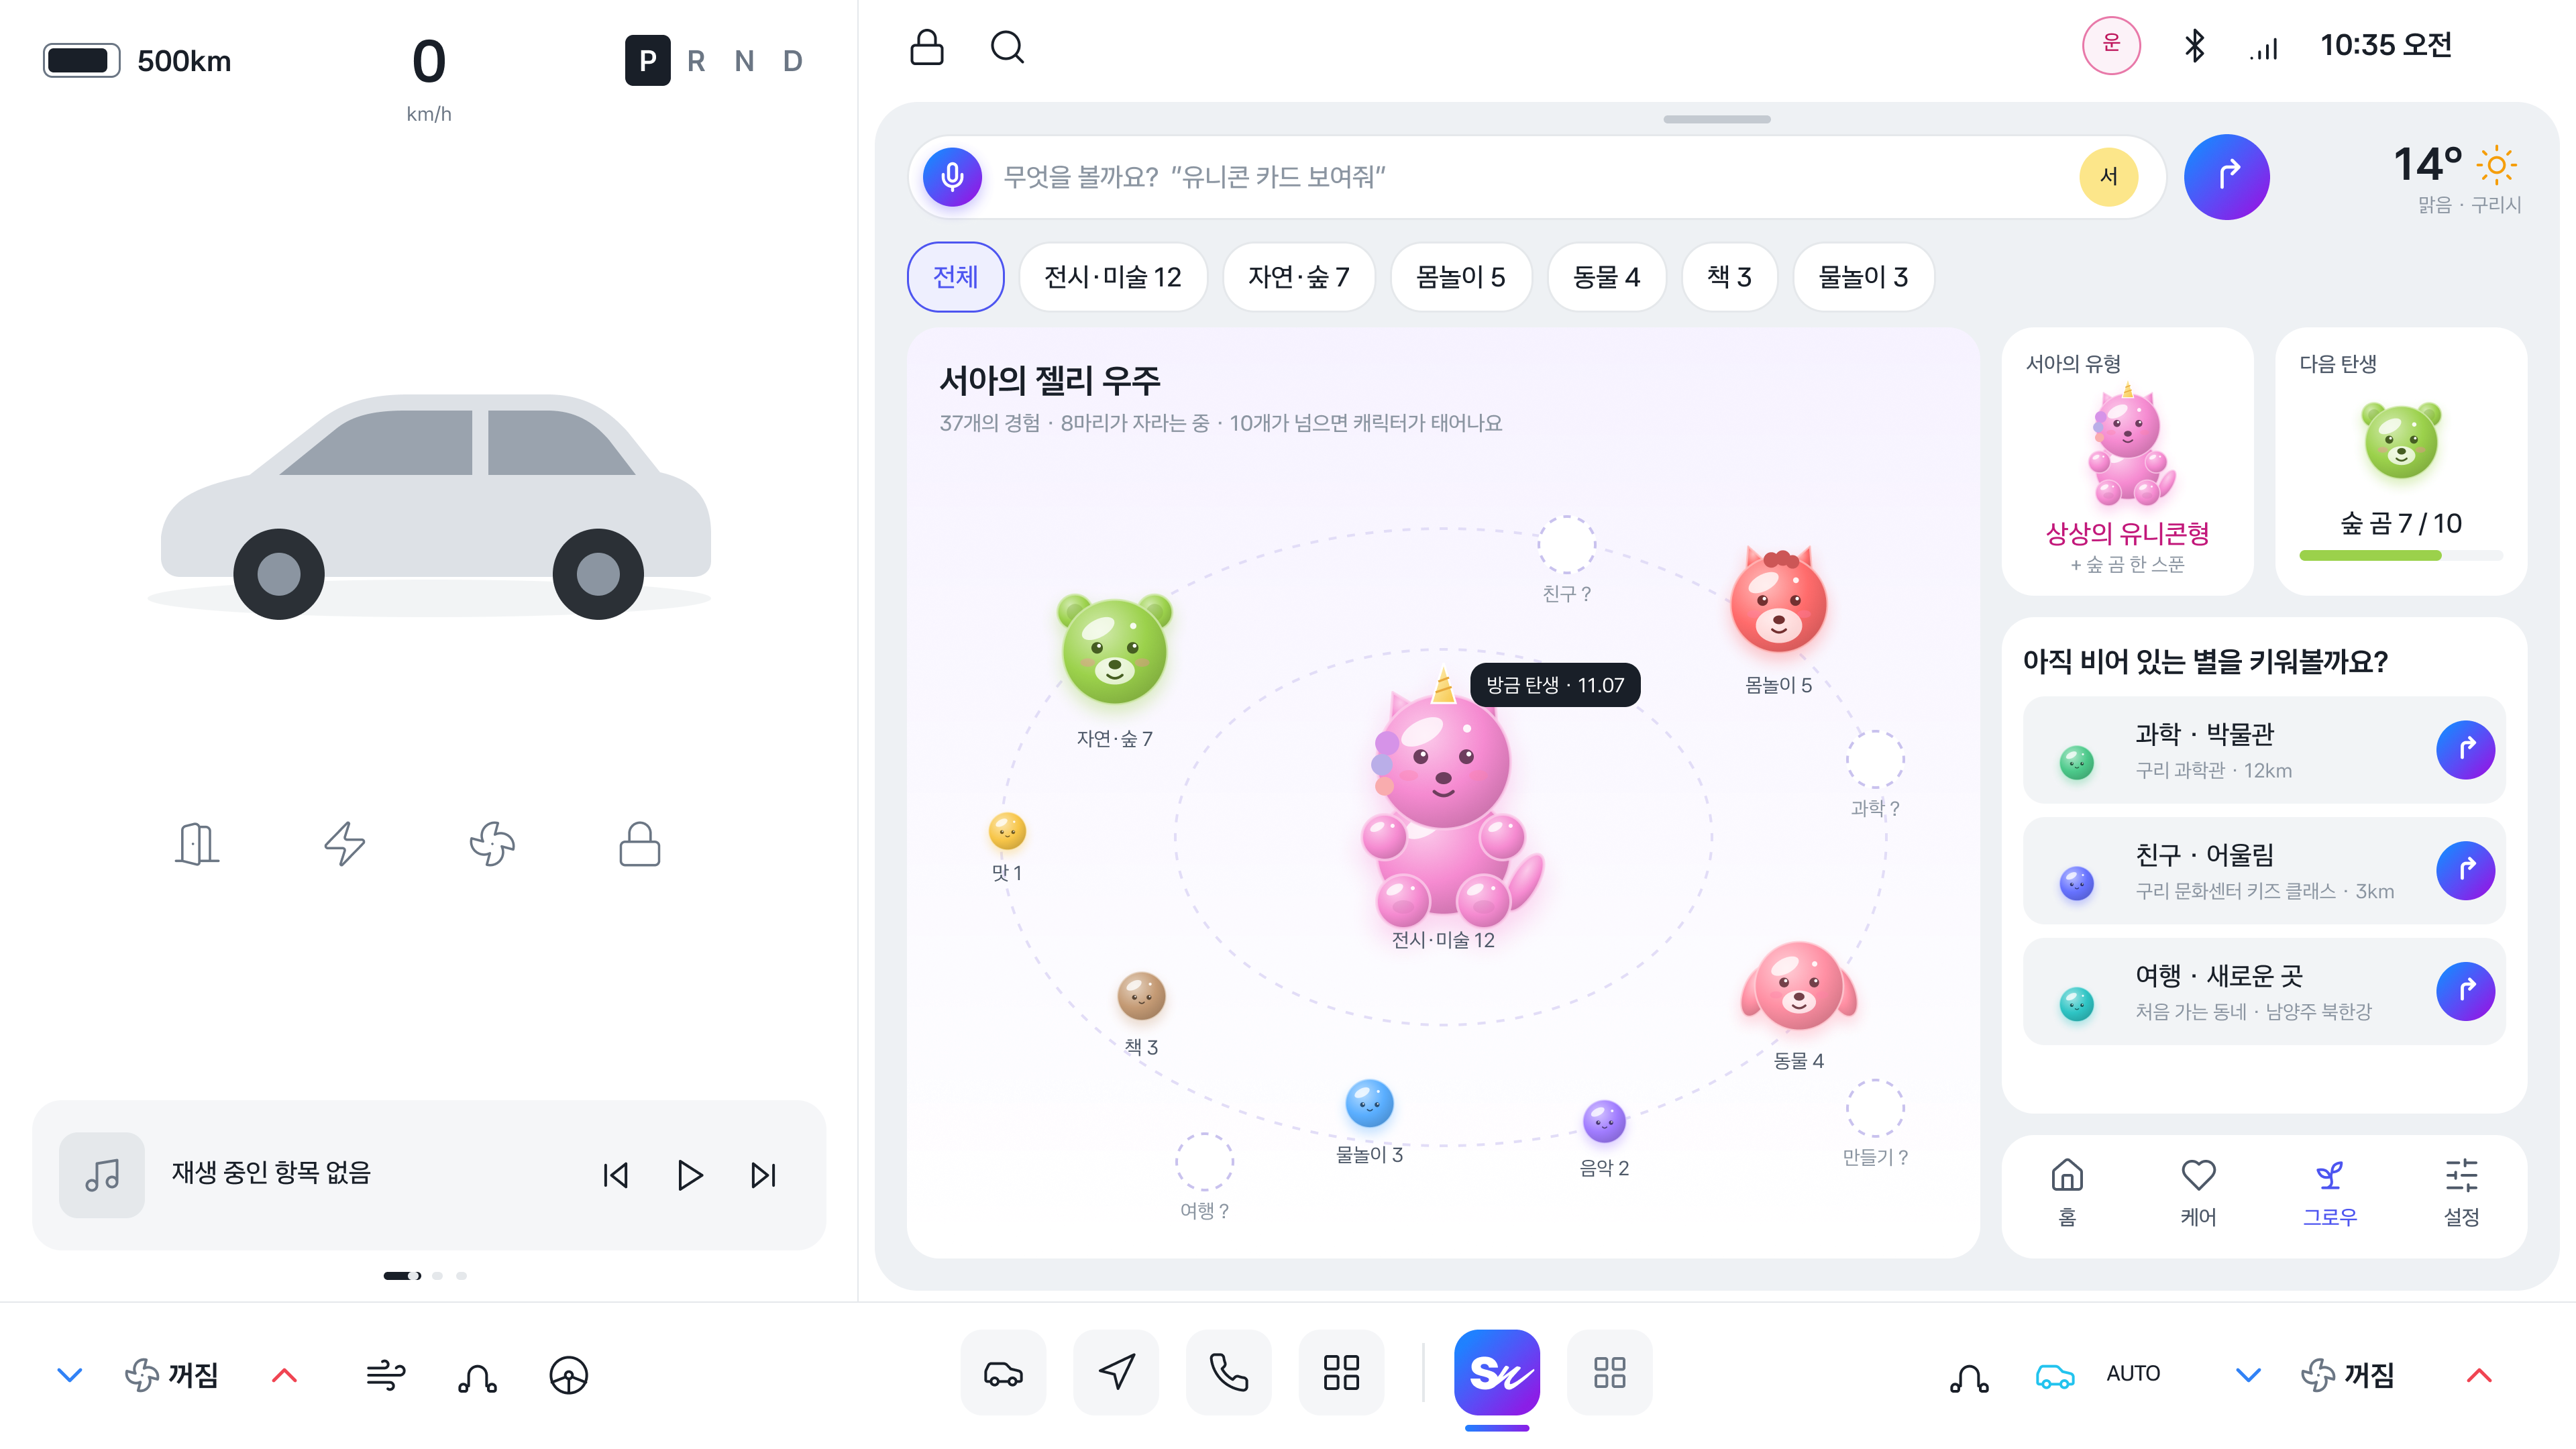 500km
0
km/h
P R N D
운
10:35 오전
무엇을 볼까요? "유니콘 카드 보여줘"
서
14°
맑음 · 구리시
전체
전시·미술 12
자연·숲 7
몸놀이 5
동물 4
책 3
물놀이 3
서아의 젤리 우주
37개의 경험 · 8마리가 자라는 중 · 10개가 넘으면 캐릭터가 태어나요
친구 ?
몸놀이 5
방금 탄생 · 11.07
자연·숲 7
과학 ?
맛 1
전시·미술 12
책 3
동물 4
물놀이 3
음악 2
만들기 ?
여행 ?
서아의 유형
상상의 유니콘형
+ 숲 곰 한 스푼
다음 탄생
숲 곰 7 / 10
아직 비어 있는 별을 키워볼까요?
과학 · 박물관
구리 과학관 · 12km
친구 · 어울림
구리 문화센터 키즈 클래스 · 3km
여행 · 새로운 곳
처음 가는 동네 · 남양주 북한강
홈
케어
그로우
설정
재생 중인 항목 없음
꺼짐
Sw
AUTO
꺼짐